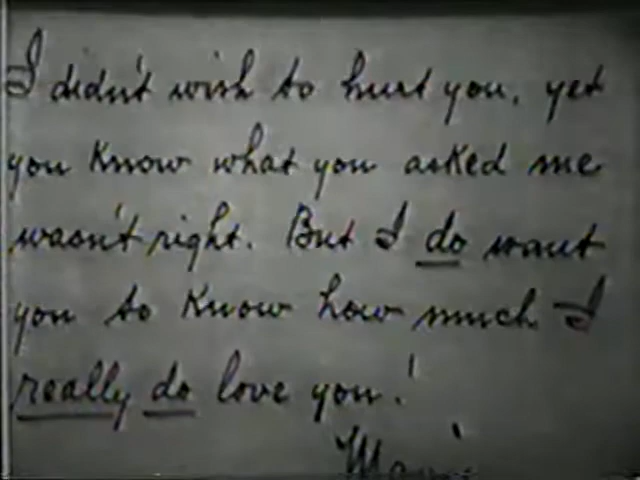 I didn't wish to hurt you, yet
you know what you asked me
wasn't right. But I do want
you to know how much I
really do love you!